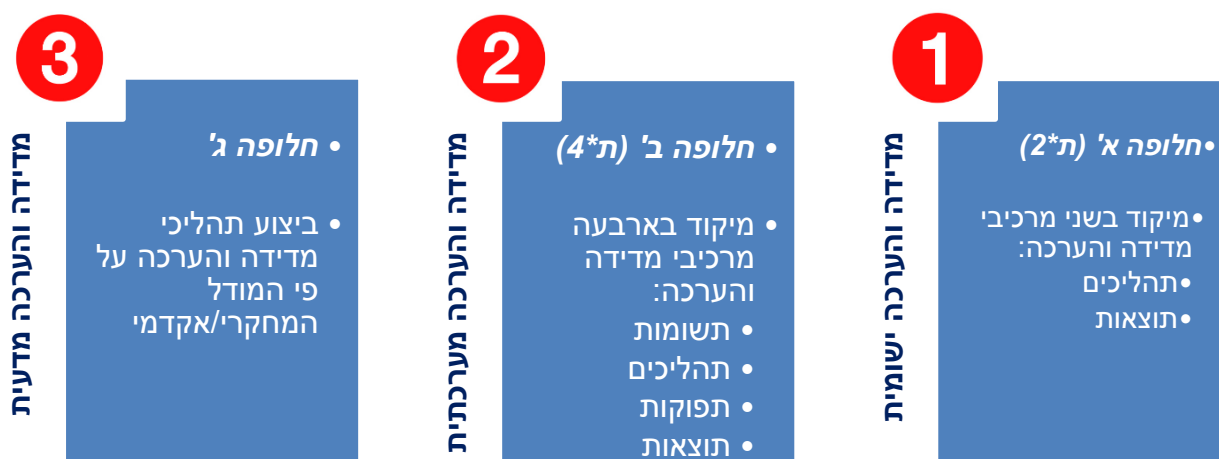 1
מדידה והערכה ישומית
•חלופה א' (ת*2)
•מיקוד בשני מרכיבי
מדידה והערכה:
•תהליכים
•תוצאות
2
מדידה והערכה מערכתית
• חלופה ב' (ת*4)
• מיקוד בארבעה
מרכיבי מדידה
והערכה:
• תשומות
• תהליכים
• תפוקות
• תוצאות
3
מדידה והערכה מדעית
• חלופה ג'
• ביצוע תהליכי
מדידה והערכה על
פי המודל
המחקרי/אקדמי